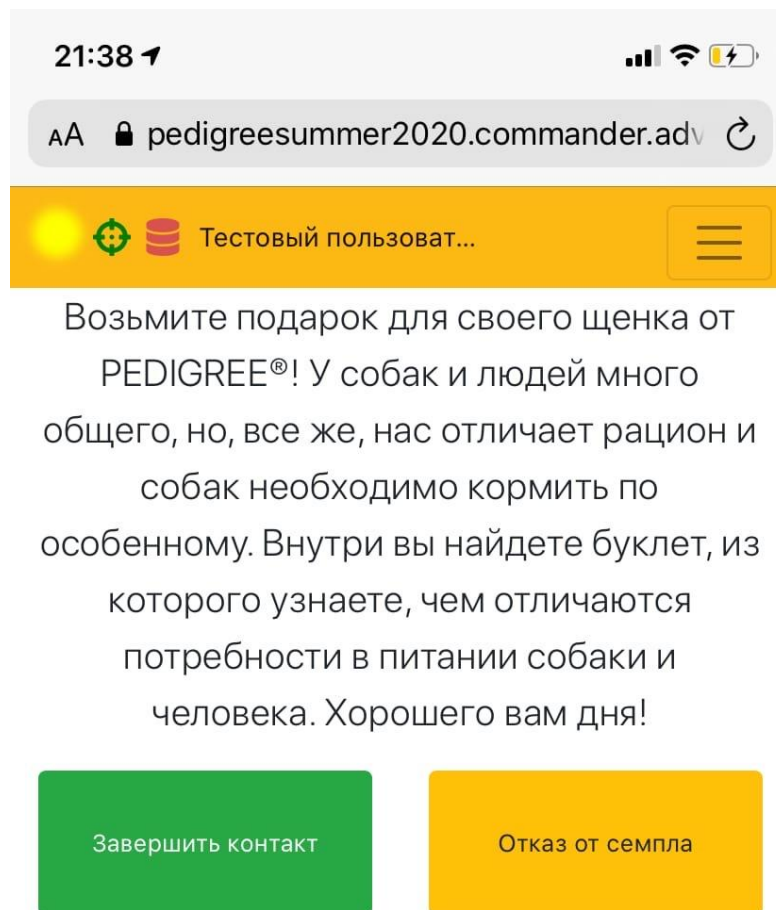 21:38
AA pedigreesummer2020.commander.adv
Тестовый пользоват...
Возьмите подарок для своего щенка от
PEDIGREE®! У собак и людей много
общего, но, все же, нас отличает рацион и
собак необходимо кормить по
особенному. Внутри вы найдете буклет, из
которого узнаете, чем отличаются
потребности в питании собаки и
человека. Хорошего вам дня!
Завершить контакт
Отказ от семпла